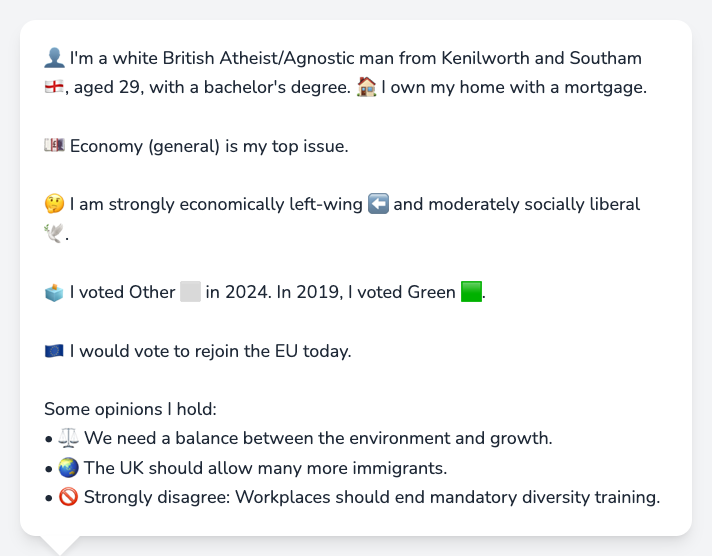 👤 I'm a white British Atheist/Agnostic man from Kenilworth and Southam
🏴󠁧󠁢󠁥󠁮󠁧󠁿, aged 29, with a bachelor's degree. 🏠 I own my home with a mortgage.
💷 Economy (general) is my top issue.
🤔 I am strongly economically left-wing ⬅️ and moderately socially liberal
🕊️.
🗳️ I voted Other ⬜ in 2024. In 2019, I voted Green 🟩.
🇪🇺 I would vote to rejoin the EU today.
Some opinions I hold:
• ⚖️ We need a balance between the environment and growth.
• 🌏 The UK should allow many more immigrants.
• 🚫 Strongly disagree: Workplaces should end mandatory diversity training.